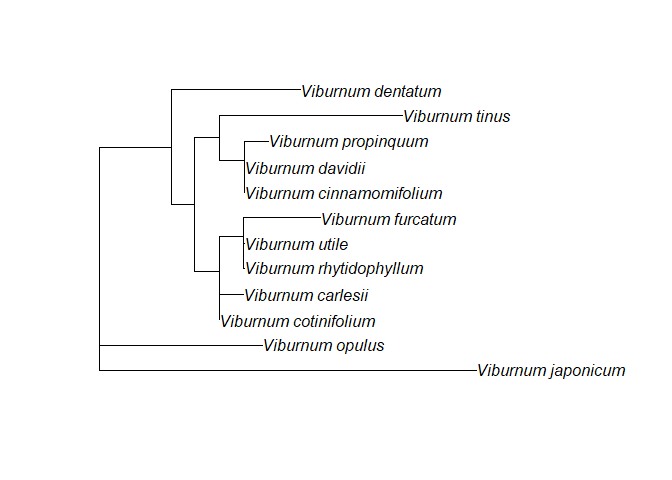 Viburnum dentatum
Viburnum tinus
Viburnum propinquum
Viburnum davidii
Viburnum cinnamomifolium
Viburnum furcatum
Viburnum utile
Viburnum rhytidophyllum
Viburnum carlesii
Viburnum cotinifolium
Viburnum opulus
Viburnum japonicum